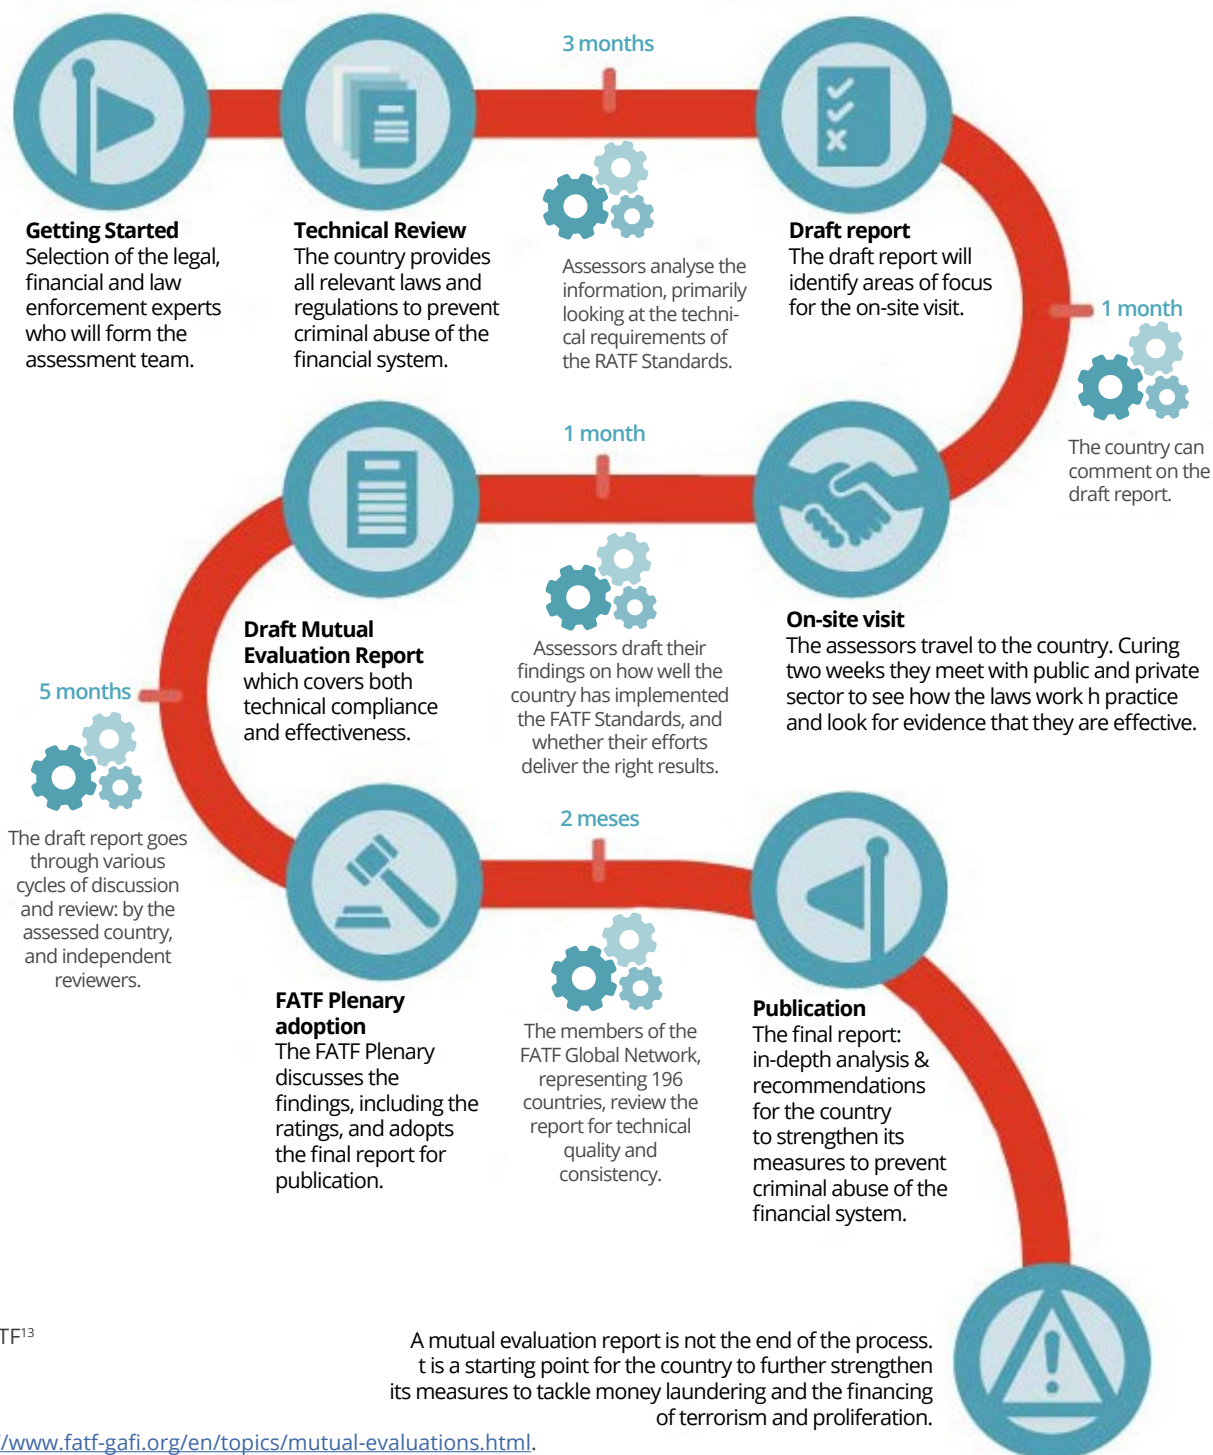 3 months
Getting Started
Selection of the legal,
financial and law
enforcement experts
who will form the
assessment team.
Technical Review
The country provides
all relevant laws and
regulations to prevent
criminal abuse of the
financial system.
Assessors analyse the
information, primarily
looking at the techni-
cal requirements of
the RATF Standards.
Draft report
The draft report will
identify areas of focus
for the on-site visit.
1 month
The country can
comment on the
draft report.
On-site visit
The assessors travel to the country. Curing
two weeks they meet with public and private
sector to see how the laws work h practice
and look for evidence that they are effective.
1 month
Assessors draft their
findings on how well the
country has implemented
the FATF Standards, and
whether their efforts
deliver the right results.
Draft Mutual
Evaluation Report
which covers both
technical compliance
and effectiveness.
5 months
The draft report goes
through various
cycles of discussion
and review: by the
assessed country,
and independent
reviewers.
FATF Plenary
adoption
The FATF Plenary
discusses the
findings, including the
ratings, and adopts
the final report for
publication.
2 meses
The members of the
FATF Global Network,
representing 196
countries, review the
report for technical
quality and
consistency.
Publication
The final report:
in-depth analysis &
recommendations
for the country
to strengthen its
measures to prevent
criminal abuse of the
financial system.
TF13
A mutual evaluation report is not the end of the process.
t is a starting point for the country to further strengthen
its measures to tackle money laundering and the financing
of terrorism and proliferation.
/www.fatf-gafi.org/en/topics/mutual-evaluations.html.